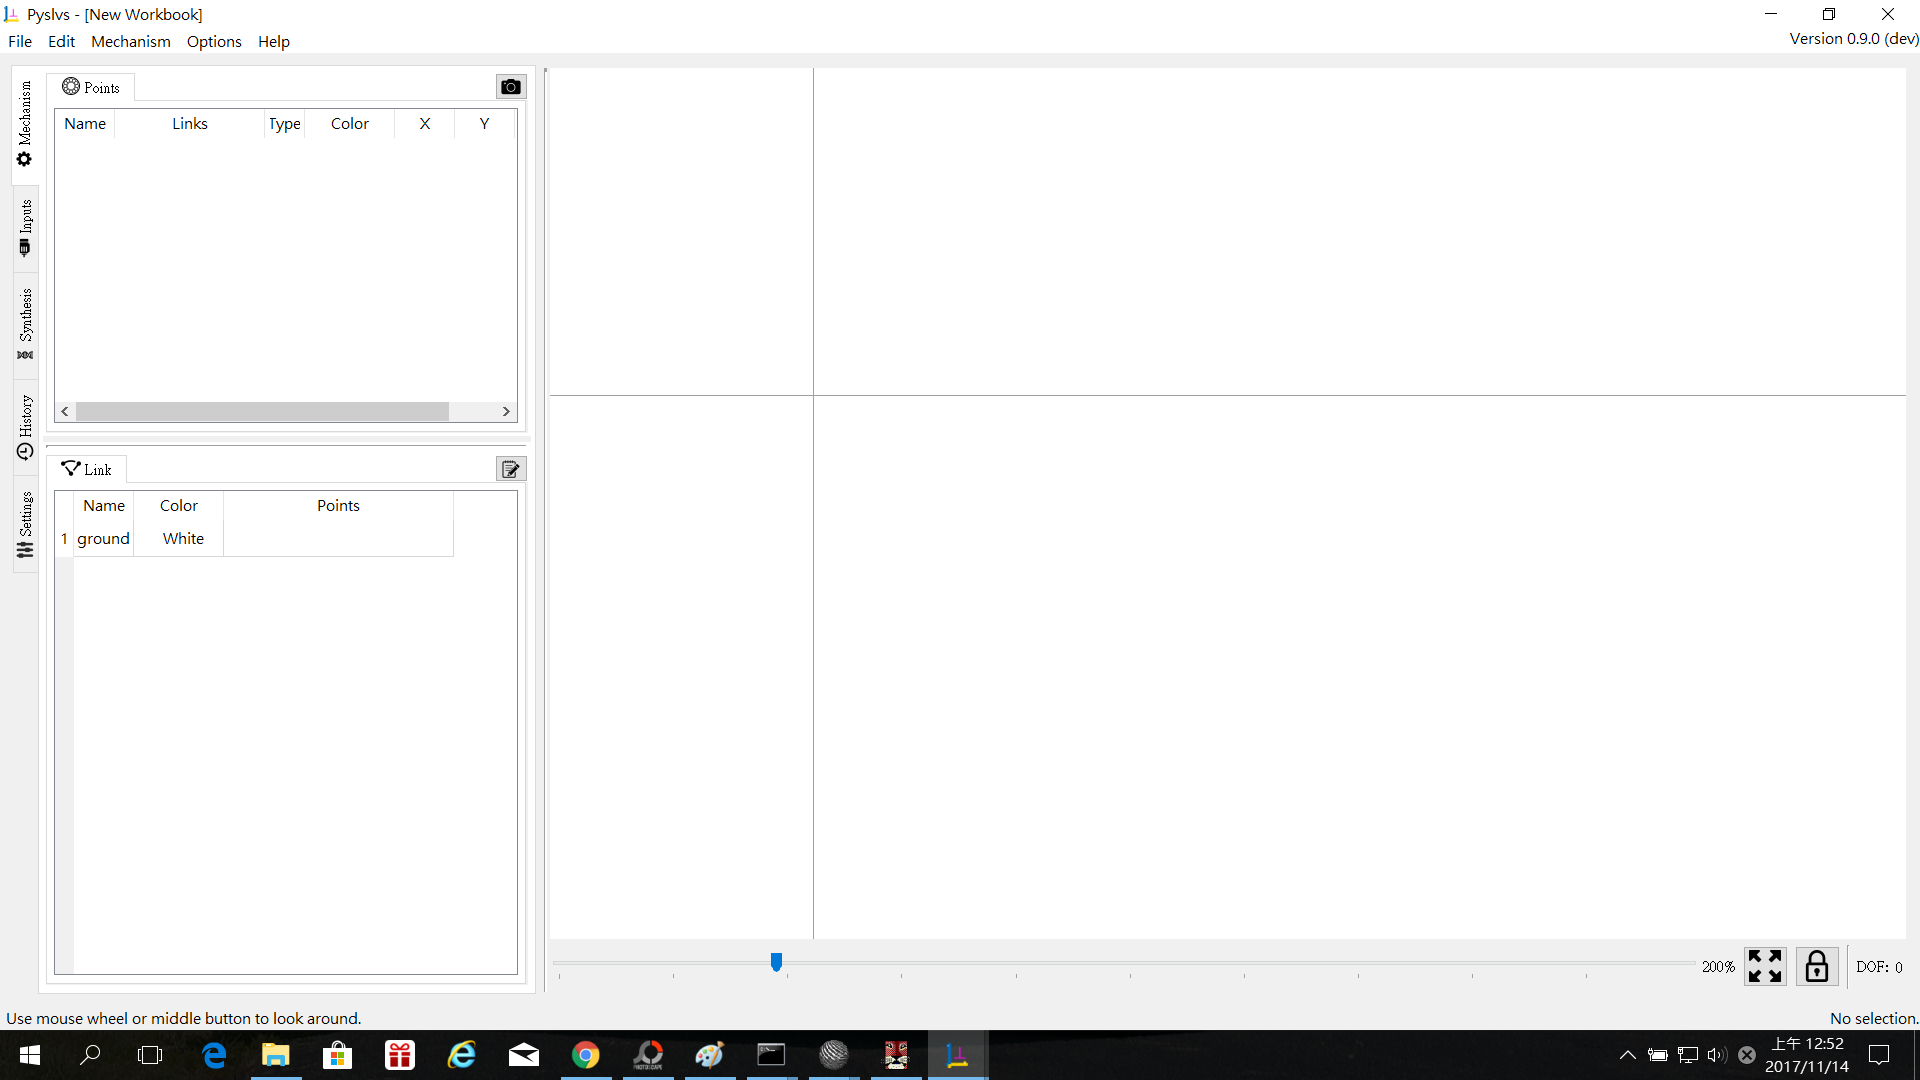 Pyslvs - [New Workbook]
File Edit Mechanism Options Help
Version 0.9.0 (dev)
Mechanism
Inputs
Synthesis
History
Settings
Points
Name Links Type Color X Y
Link
Name Color Points
1 ground White
200%
DOF: 0
Use mouse wheel or middle button to look around.
No selection.
PHOTOSCAPE
上午 12:52
2017/11/14